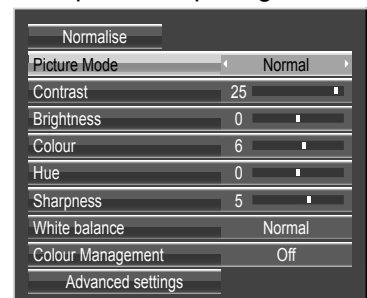 Normalise
Picture Mode Normal
Contrast 25
Brightness 0
Colour 6
Hue 0
Sharpness 5
White balance Normal
Colour Management Off
Advanced settings